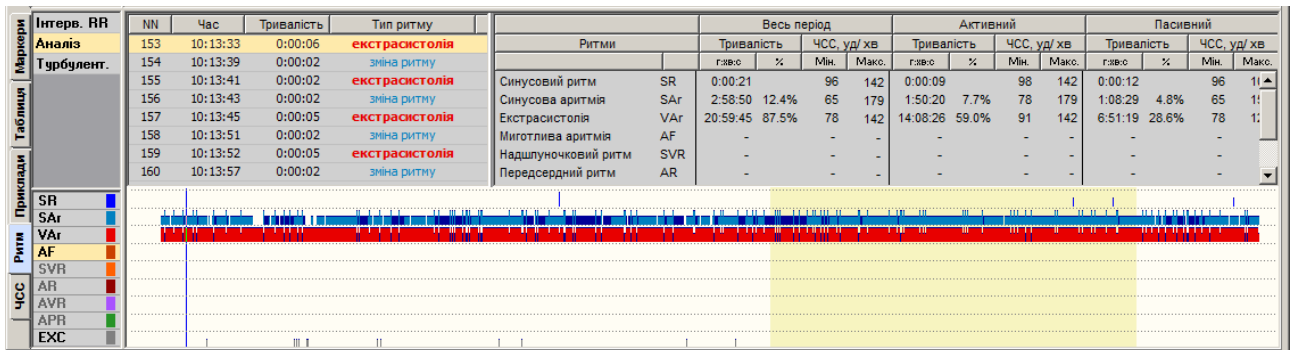 Маркери
Таблиця
Приклади
Ритм
ЧСС
Інтерв. RR
Аналіз
Турбулент.
NN Час Тривалість Тип ритму
153 10:13:33 0:00:06 екстрасистолія
154 10:13:39 0:00:02 зміна ритму
155 10:13:41 0:00:02 екстрасистолія
156 10:13:43 0:00:02 зміна ритму
157 10:13:45 0:00:05 екстрасистолія
158 10:13:51 0:00:02 зміна ритму
159 10:13:52 0:00:05 екстрасистолія
160 10:13:57 0:00:02 зміна ритму
Весь період Активний Пасивний
Ритми Тривалість ЧСС, уд/хв Тривалість ЧСС, уд/хв Тривалість ЧСС, уд/хв
г:хв:с % Мін. Макс. г:хв:с % Мін. Макс. г:хв:с % Мін. Макс.
Синусовий ритм SR 0:00:21 96 142 0:00:09 98 142 0:00:12 96
Синусова аритмія SAr 2:58:50 12.4% 65 179 1:50:20 7.7% 78 179 1:08:29 4.8% 65
Екстрасистолія VAr 20:59:45 87.5% 78 142 14:08:26 59.0% 91 142 6:51:19 28.6% 78
Миготлива аритмія AF - - - - - - - -
Надшлуночковий ритм SVR - - - - - - - -
Передсердний ритм AR - - - - - - - -
SR
SAr
VAr
AF
SVR
AR
AVR
APR
EXC